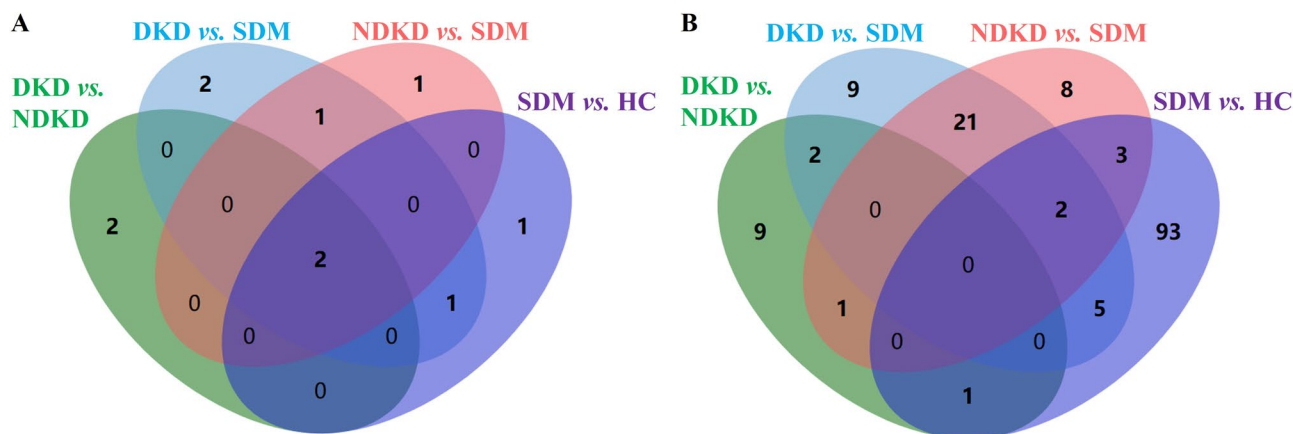 A
DKD vs. SDM
NDKD vs. SDM
DKD vs.
NDKD
SDM vs. HC
2
1
1
0
0
2
0
0
1
2
0
1
0
0
0
B
DKD vs. SDM
NDKD vs. SDM
DKD vs.
NDKD
SDM vs. HC
9
8
21
2
3
9
0
2
93
0
1
5
0
0
1